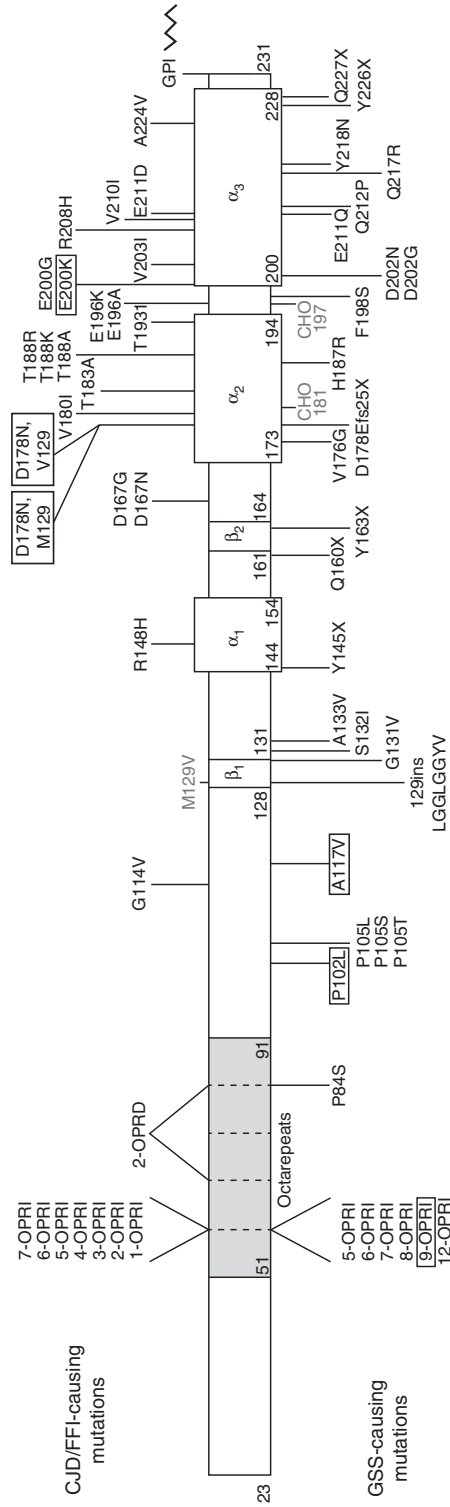 CJD/FFI-causing
mutations
7-OPRI
6-OPRI
5-OPRI
4-OPRI
3-OPRI
2-OPRI
1-OPRI
2-OPRD
G114V
M129V
R148H
D167G
D167N
D178N,
M129
D178N,
V129
V180I
T183A
T188R
T188K
T188A
T193I
E196K
E196A
E200G
E200K
V203I
R208H
V210I
E211D
A224V
GPI
23
51
91
128
β1
131
144
α1
154
161
β2
164
173
α2
194
200
α3
228
231
Octarepeats
GSS-causing
mutations
5-OPRI
6-OPRI
7-OPRI
8-OPRI
9-OPRI
12-OPRI
P84S
P102L
P105L
P105S
P105T
A117V
129ins
LGGLGGYV
G131V
S132I
A133V
Y145X
Q160X
Y163X
V176G
D178Efs25X
CHO
181
H187R
CHO
197
F198S
D202N
D202G
E211Q
Q212P
Q217R
Y218N
Y226X
Q227X